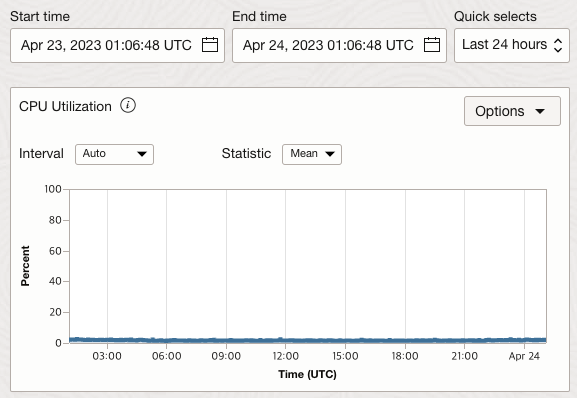 Start time End time Quick selects
Apr 23, 2023 01:06:48 UTC Apr 24, 2023 01:06:48 UTC Last 24 hours
CPU Utilization i
Options
Interval Auto Statistic Mean
100
80
60
40
20
0
Percent
03:00 06:00 09:00 12:00 15:00 18:00 21:00 Apr 24
Time (UTC)